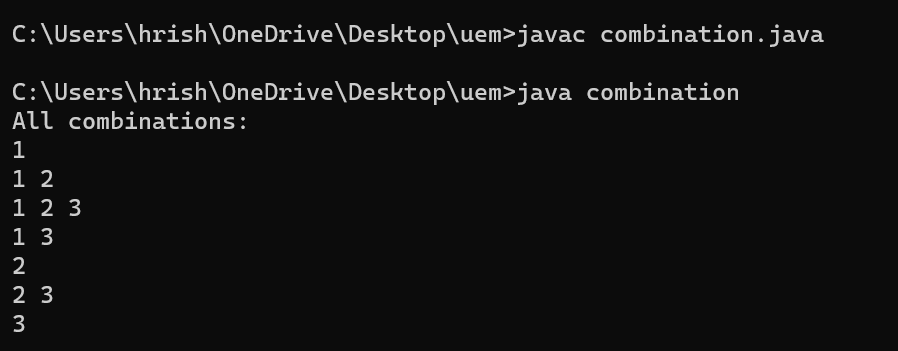 C:\Users\hrish\OneDrive\Desktop\uem>javac combination.java
C:\Users\hrish\OneDrive\Desktop\uem>java combination
All combinations:
1
1 2
1 2 3
1 3
2
2 3
3